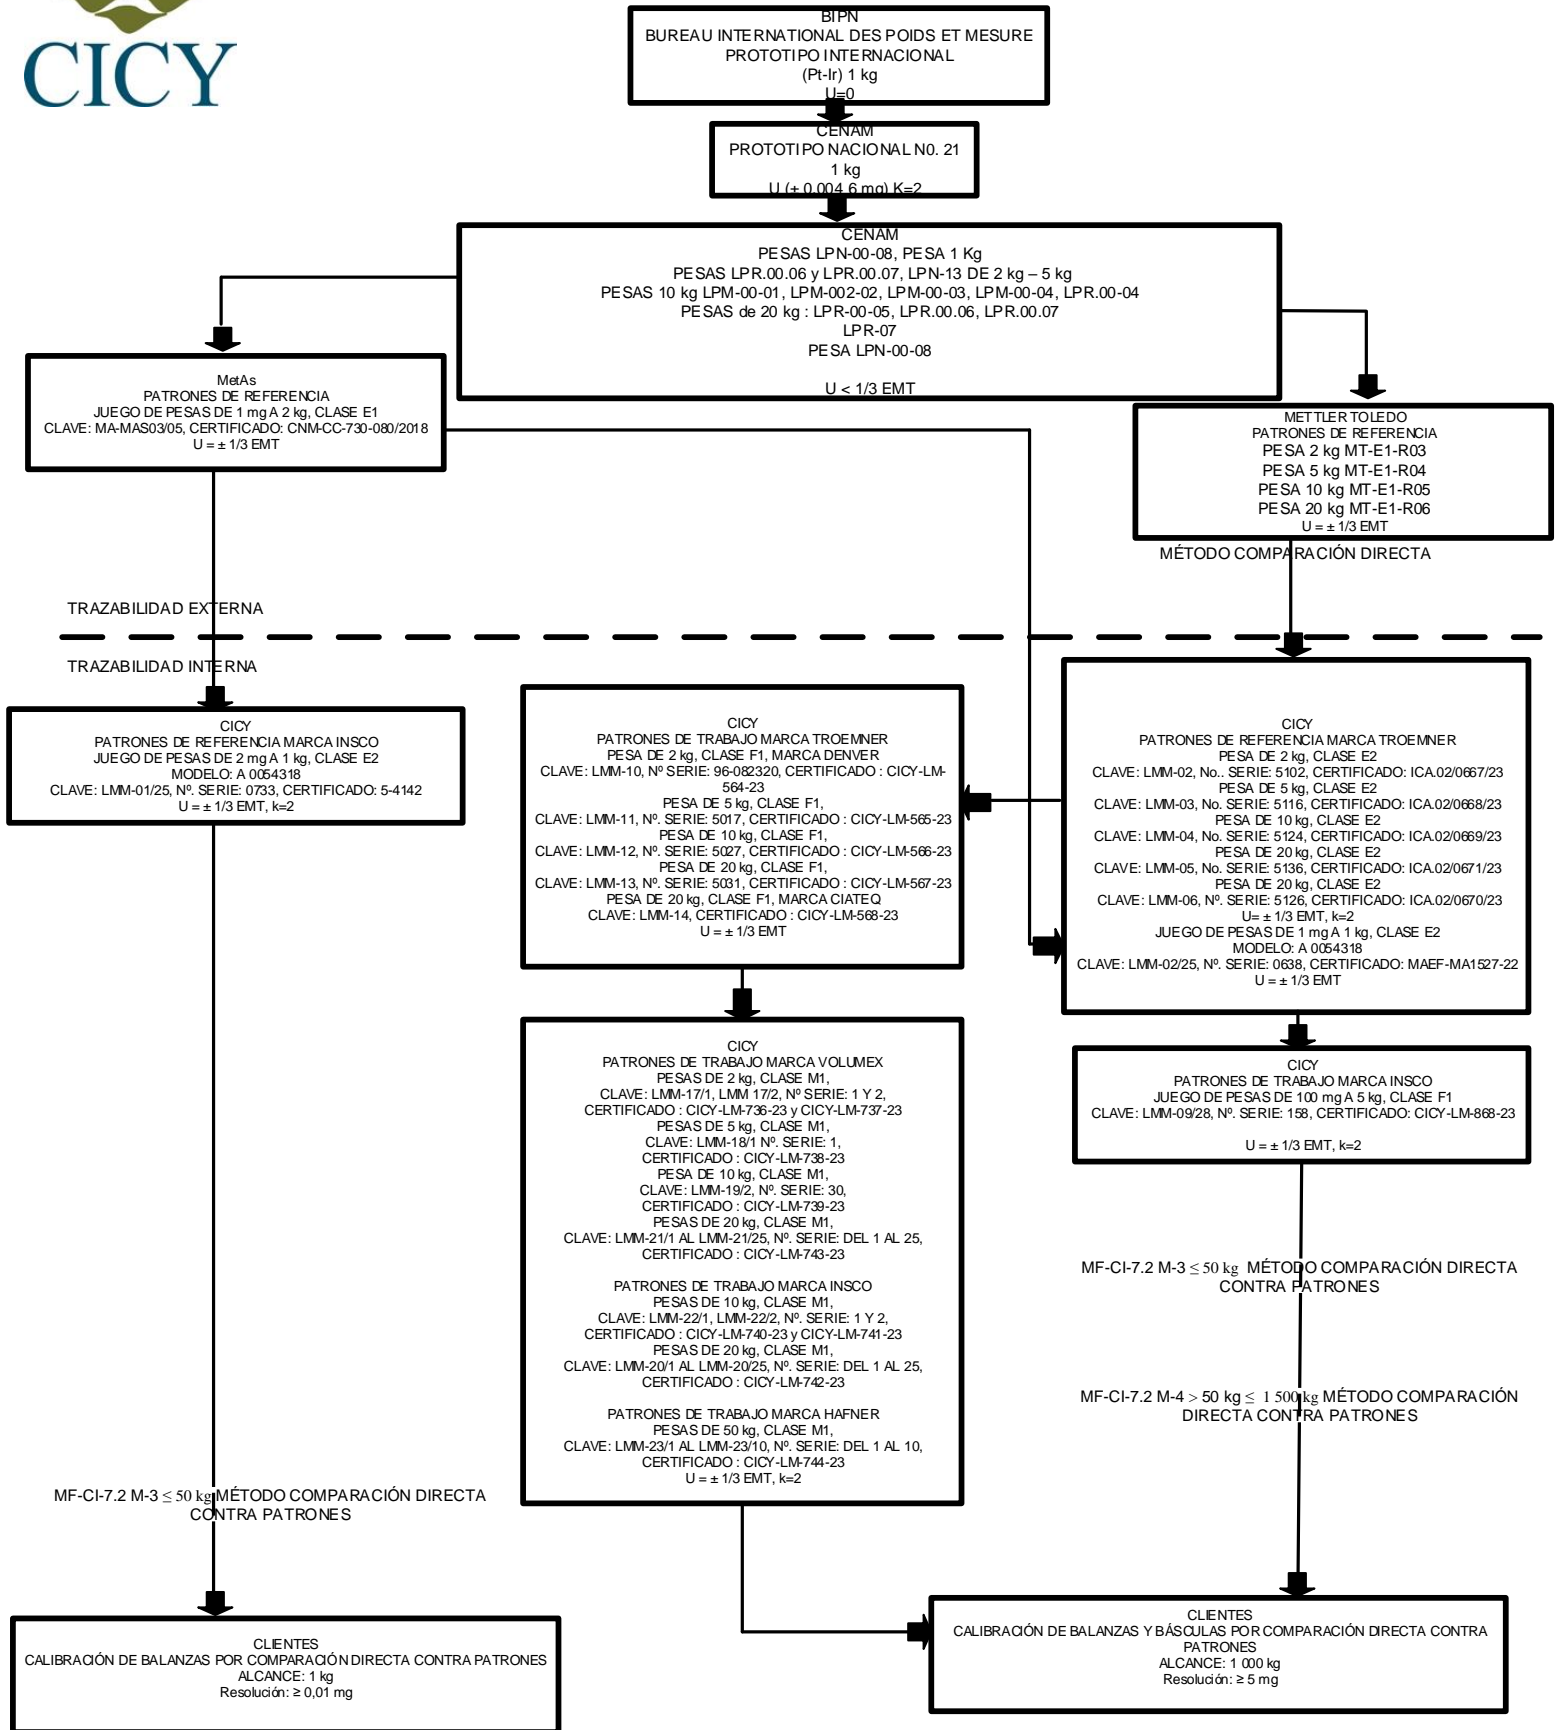 CICY
BIPN
BUREAU INTERNATIONAL DES POIDS ET MESURE
PROTOTIPO INTERNACIONAL
(Pt-Ir) 1 kg
U=0
CENAM
PROTOTIPO NACIONAL N0. 21
1 kg
U (± 0.004 6 mg) K=2
CENAM
PESAS LPN-00-08, PESA 1 Kg
PESAS LPR.00.06 y LPR.00.07, LPN-13 DE 2 kg – 5 kg
PESAS 10 kg LPM-00-01, LPM-002-02, LPM-00-03, LPM-00-04, LPR.00-04
PESAS de 20 kg : LPR-00-05, LPR.00.06, LPR.00.07
LPR-07
PESA LPN-00-08
U < 1/3 EMT
MetAs
PATRONES DE REFERENCIA
JUEGO DE PESAS DE 1 mg A 2 kg, CLASE E1
CLAVE: MA-MAS03/05, CERTIFICADO: CNM-CC-730-080/2018
U = ± 1/3 EMT
METTLER TOLEDO
PATRONES DE REFERENCIA
PESA 2 kg MT-E1-R03
PESA 5 kg MT-E1-R04
PESA 10 kg MT-E1-R05
PESA 20 kg MT-E1-R06
U = ± 1/3 EMT
MÉTODO COMPARACIÓN DIRECTA
TRAZABILIDAD EXTERNA
TRAZABILIDAD INTERNA
CICY
PATRONES DE REFERENCIA MARCA INSCO
JUEGO DE PESAS DE 2 mg A 1 kg, CLASE E2
MODELO: A 0054318
CLAVE: LMM-01/25, Nº. SERIE: 0733, CERTIFICADO: 5-4142
U = ± 1/3 EMT, k=2
CICY
PATRONES DE TRABAJO MARCA TROEMNER
PESA DE 2 kg, CLASE F1, MARCA DENVER
CLAVE: LMM-10, Nº SERIE: 96-082320, CERTIFICADO : CICY-LM-
564-23
PESA DE 5 kg, CLASE F1,
CLAVE: LMM-11, Nº. SERIE: 5017, CERTIFICADO : CICY-LM-565-23
PESA DE 10 kg, CLASE F1,
CLAVE: LMM-12, Nº. SERIE: 5027, CERTIFICADO : CICY-LM-566-23
PESA DE 20 kg, CLASE F1,
CLAVE: LMM-13, Nº. SERIE: 5031, CERTIFICADO : CICY-LM-567-23
PESA DE 20 kg, CLASE F1, MARCA CIATEQ
CLAVE: LMM-14, CERTIFICADO : CICY-LM-568-23
U = ± 1/3 EMT
CICY
PATRONES DE REFERENCIA MARCA TROEMNER
PESA DE 2 kg, CLASE E2
CLAVE: LMM-02, No.. SERIE: 5102, CERTIFICADO: ICA.02/0667/23
PESA DE 5 kg, CLASE E2
CLAVE: LMM-03, No. SERIE: 5116, CERTIFICADO: ICA.02/0668/23
PESA DE 10 kg, CLASE E2
CLAVE: LMM-04, No. SERIE: 5124, CERTIFICADO: ICA.02/0669/23
PESA DE 20 kg, CLASE E2
CLAVE: LMM-05, No. SERIE: 5136, CERTIFICADO: ICA.02/0671/23
PESA DE 20 kg, CLASE E2
CLAVE: LMM-06, Nº. SERIE: 5126, CERTIFICADO: ICA.02/0670/23
U= ± 1/3 EMT, k=2
JUEGO DE PESAS DE 1 mg A 1 kg, CLASE E2
MODELO: A 0054318
CLAVE: LMM-02/25, Nº. SERIE: 0638, CERTIFICADO: MAEF-MA1527-22
U = ± 1/3 EMT
CICY
PATRONES DE TRABAJO MARCA VOLUMEX
PESAS DE 2 kg, CLASE M1,
CLAVE: LMM-17/1, LMM 17/2, Nº SERIE: 1 Y 2,
CERTIFICADO : CICY-LM-736-23 y CICY-LM-737-23
PESAS DE 5 kg, CLASE M1,
CLAVE: LMM-18/1 Nº. SERIE: 1,
CERTIFICADO : CICY-LM-738-23
PESA DE 10 kg, CLASE M1,
CLAVE: LMM-19/2, Nº. SERIE: 30,
CERTIFICADO : CICY-LM-739-23
PESAS DE 20 kg, CLASE M1,
CLAVE: LMM-21/1 AL LMM-21/25, Nº. SERIE: DEL 1 AL 25,
CERTIFICADO : CICY-LM-743-23
PATRONES DE TRABAJO MARCA INSCO
PESAS DE 10 kg, CLASE M1,
CLAVE: LMM-22/1, LMM-22/2, Nº. SERIE: 1 Y 2,
CERTIFICADO : CICY-LM-740-23 y CICY-LM-741-23
PESAS DE 20 kg, CLASE M1,
CLAVE: LMM-20/1 AL LMM-20/25, Nº. SERIE: DEL 1 AL 25,
CERTIFICADO : CICY-LM-742-23
PATRONES DE TRABAJO MARCA HAFNER
PESAS DE 50 kg, CLASE M1,
CLAVE: LMM-23/1 AL LMM-23/10, Nº. SERIE: DEL 1 AL 10,
CERTIFICADO : CICY-LM-744-23
U = ± 1/3 EMT, k=2
CICY
PATRONES DE TRABAJO MARCA INSCO
JUEGO DE PESAS DE 100 mg A 5 kg, CLASE F1
CLAVE: LMM-09/28, Nº. SERIE: 158, CERTIFICADO: CICY-LM-868-23
U = ± 1/3 EMT, k=2
MF-CI-7.2 M-3 ≤ 50 kg MÉTODO COMPARACIÓN DIRECTA
CONTRA PATRONES
MF-CI-7.2 M-4 > 50 kg ≤ 1 500 kg MÉTODO COMPARACIÓN
DIRECTA CONTRA PATRONES
MF-CI-7.2 M-3 ≤ 50 kg MÉTODO COMPARACIÓN DIRECTA
CONTRA PATRONES
CLIENTES
CALIBRACIÓN DE BALANZAS POR COMPARACIÓN DIRECTA CONTRA PATRONES
ALCANCE: 1 kg
Resolución: ≥ 0,01 mg
CLIENTES
CALIBRACIÓN DE BALANZAS Y BÁSCULAS POR COMPARACIÓN DIRECTA CONTRA
PATRONES
ALCANCE: 1 000 kg
Resolución: ≥ 5 mg